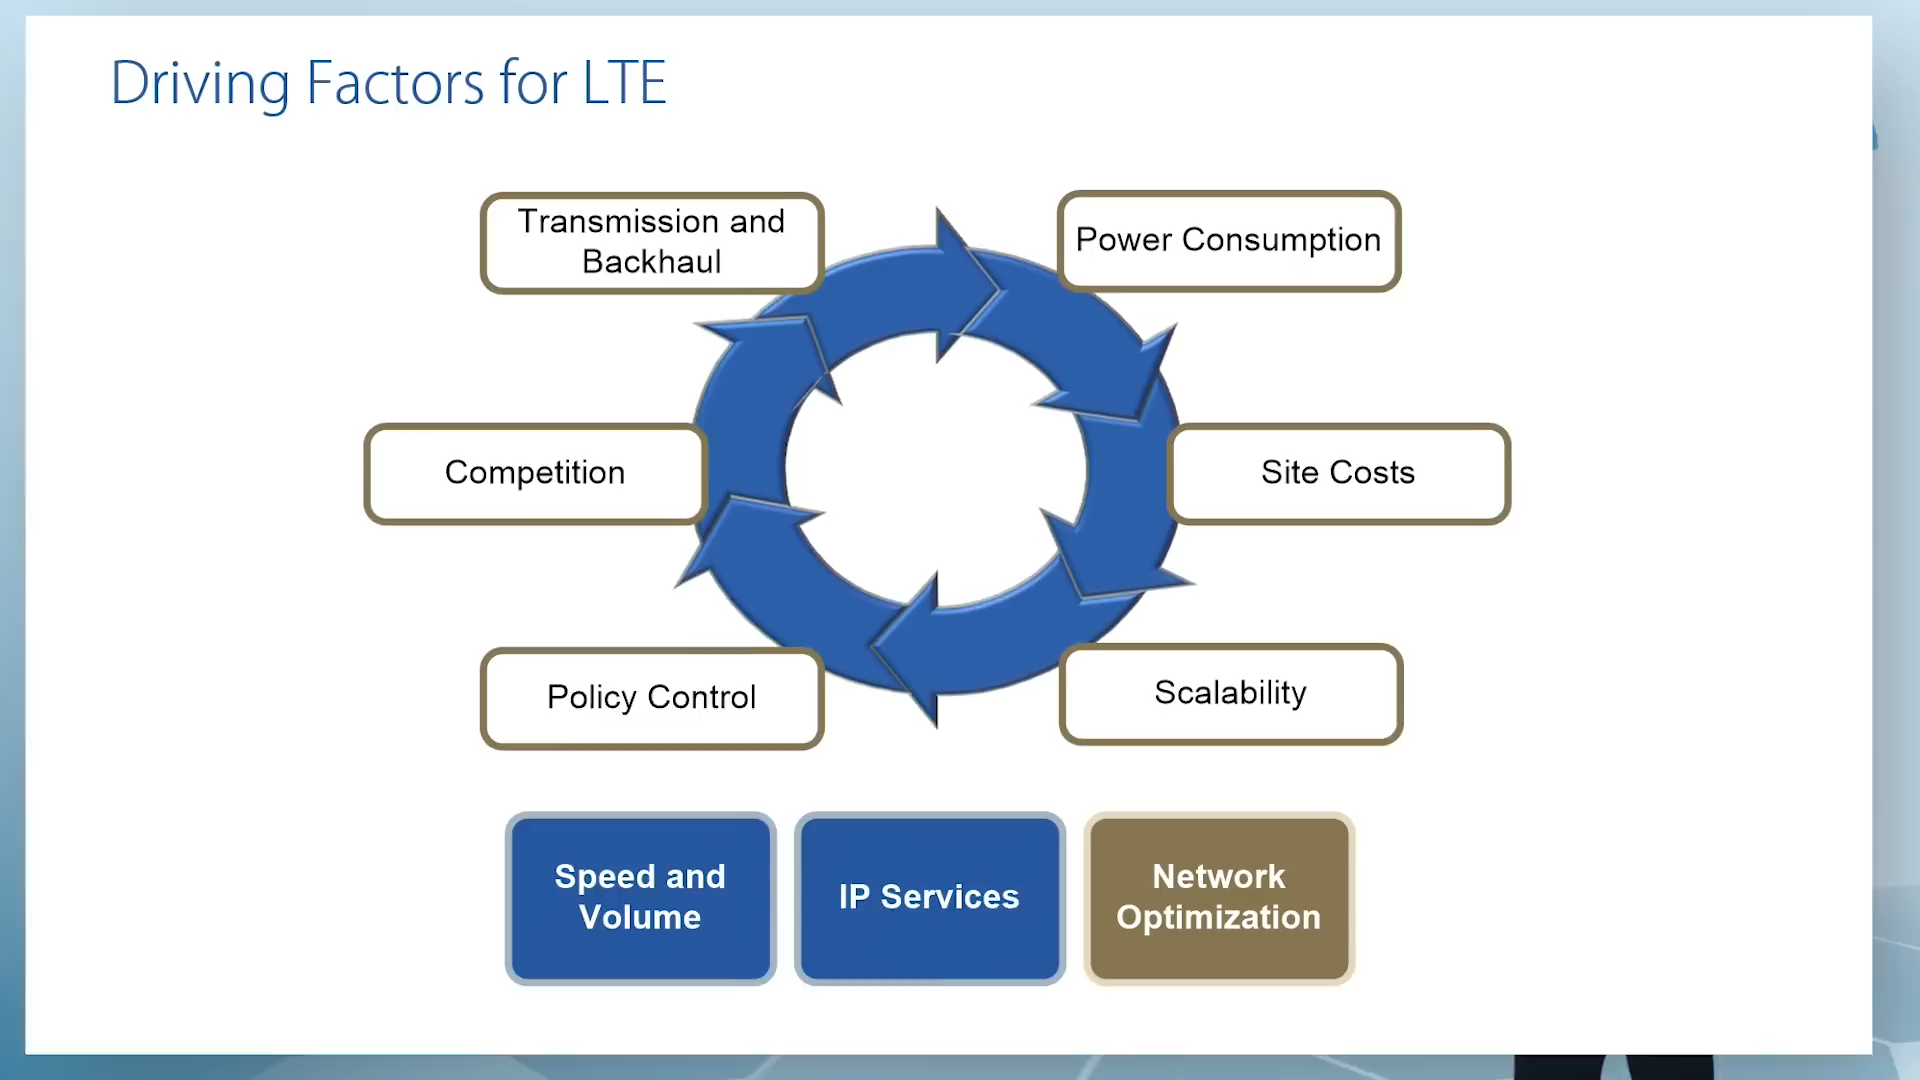 Driving Factors for LTE
Transmission and
Backhaul
Power Consumption
Competition
Site Costs
Policy Control
Scalability
Speed and
Volume
IP Services
Network
Optimization